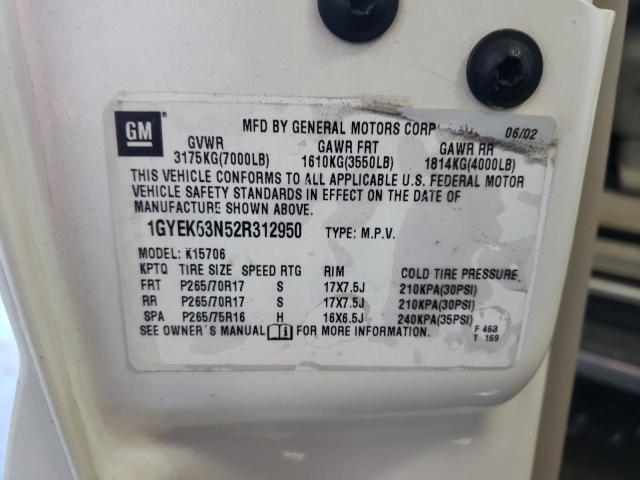 GM ®
MFD BY GENERAL MOTORS CORP 06/02
GVWR GAWR FRT GAWR RR
3175KG(7000LB) 1610KG(3550LB) 1814KG(4000LB)
THIS VEHICLE CONFORMS TO ALL APPLICABLE U.S. FEDERAL MOTOR
VEHICLE SAFETY STANDARDS IN EFFECT ON THE DATE OF
MANUFACTURE SHOWN ABOVE.
1GYEK63N52R312950 TYPE: M.P.V.
MODEL: K15706
KPTQ TIRE SIZE SPEED RTG RIM COLD TIRE PRESSURE
FRT P265/70R17 S 17X7.5J 210KPA(30PSI)
RR P265/70R17 S 17X7.5J 210KPA(30PSI)
SPA P265/75R16 H 16X6.5J 240KPA(35PSI)
SEE OWNER'S MANUAL FOR MORE INFORMATION. F 463
T 169